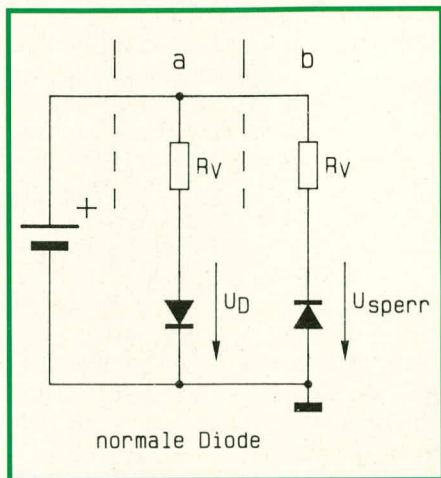 a b
RV RV
+
UD Usperr
normale Diode